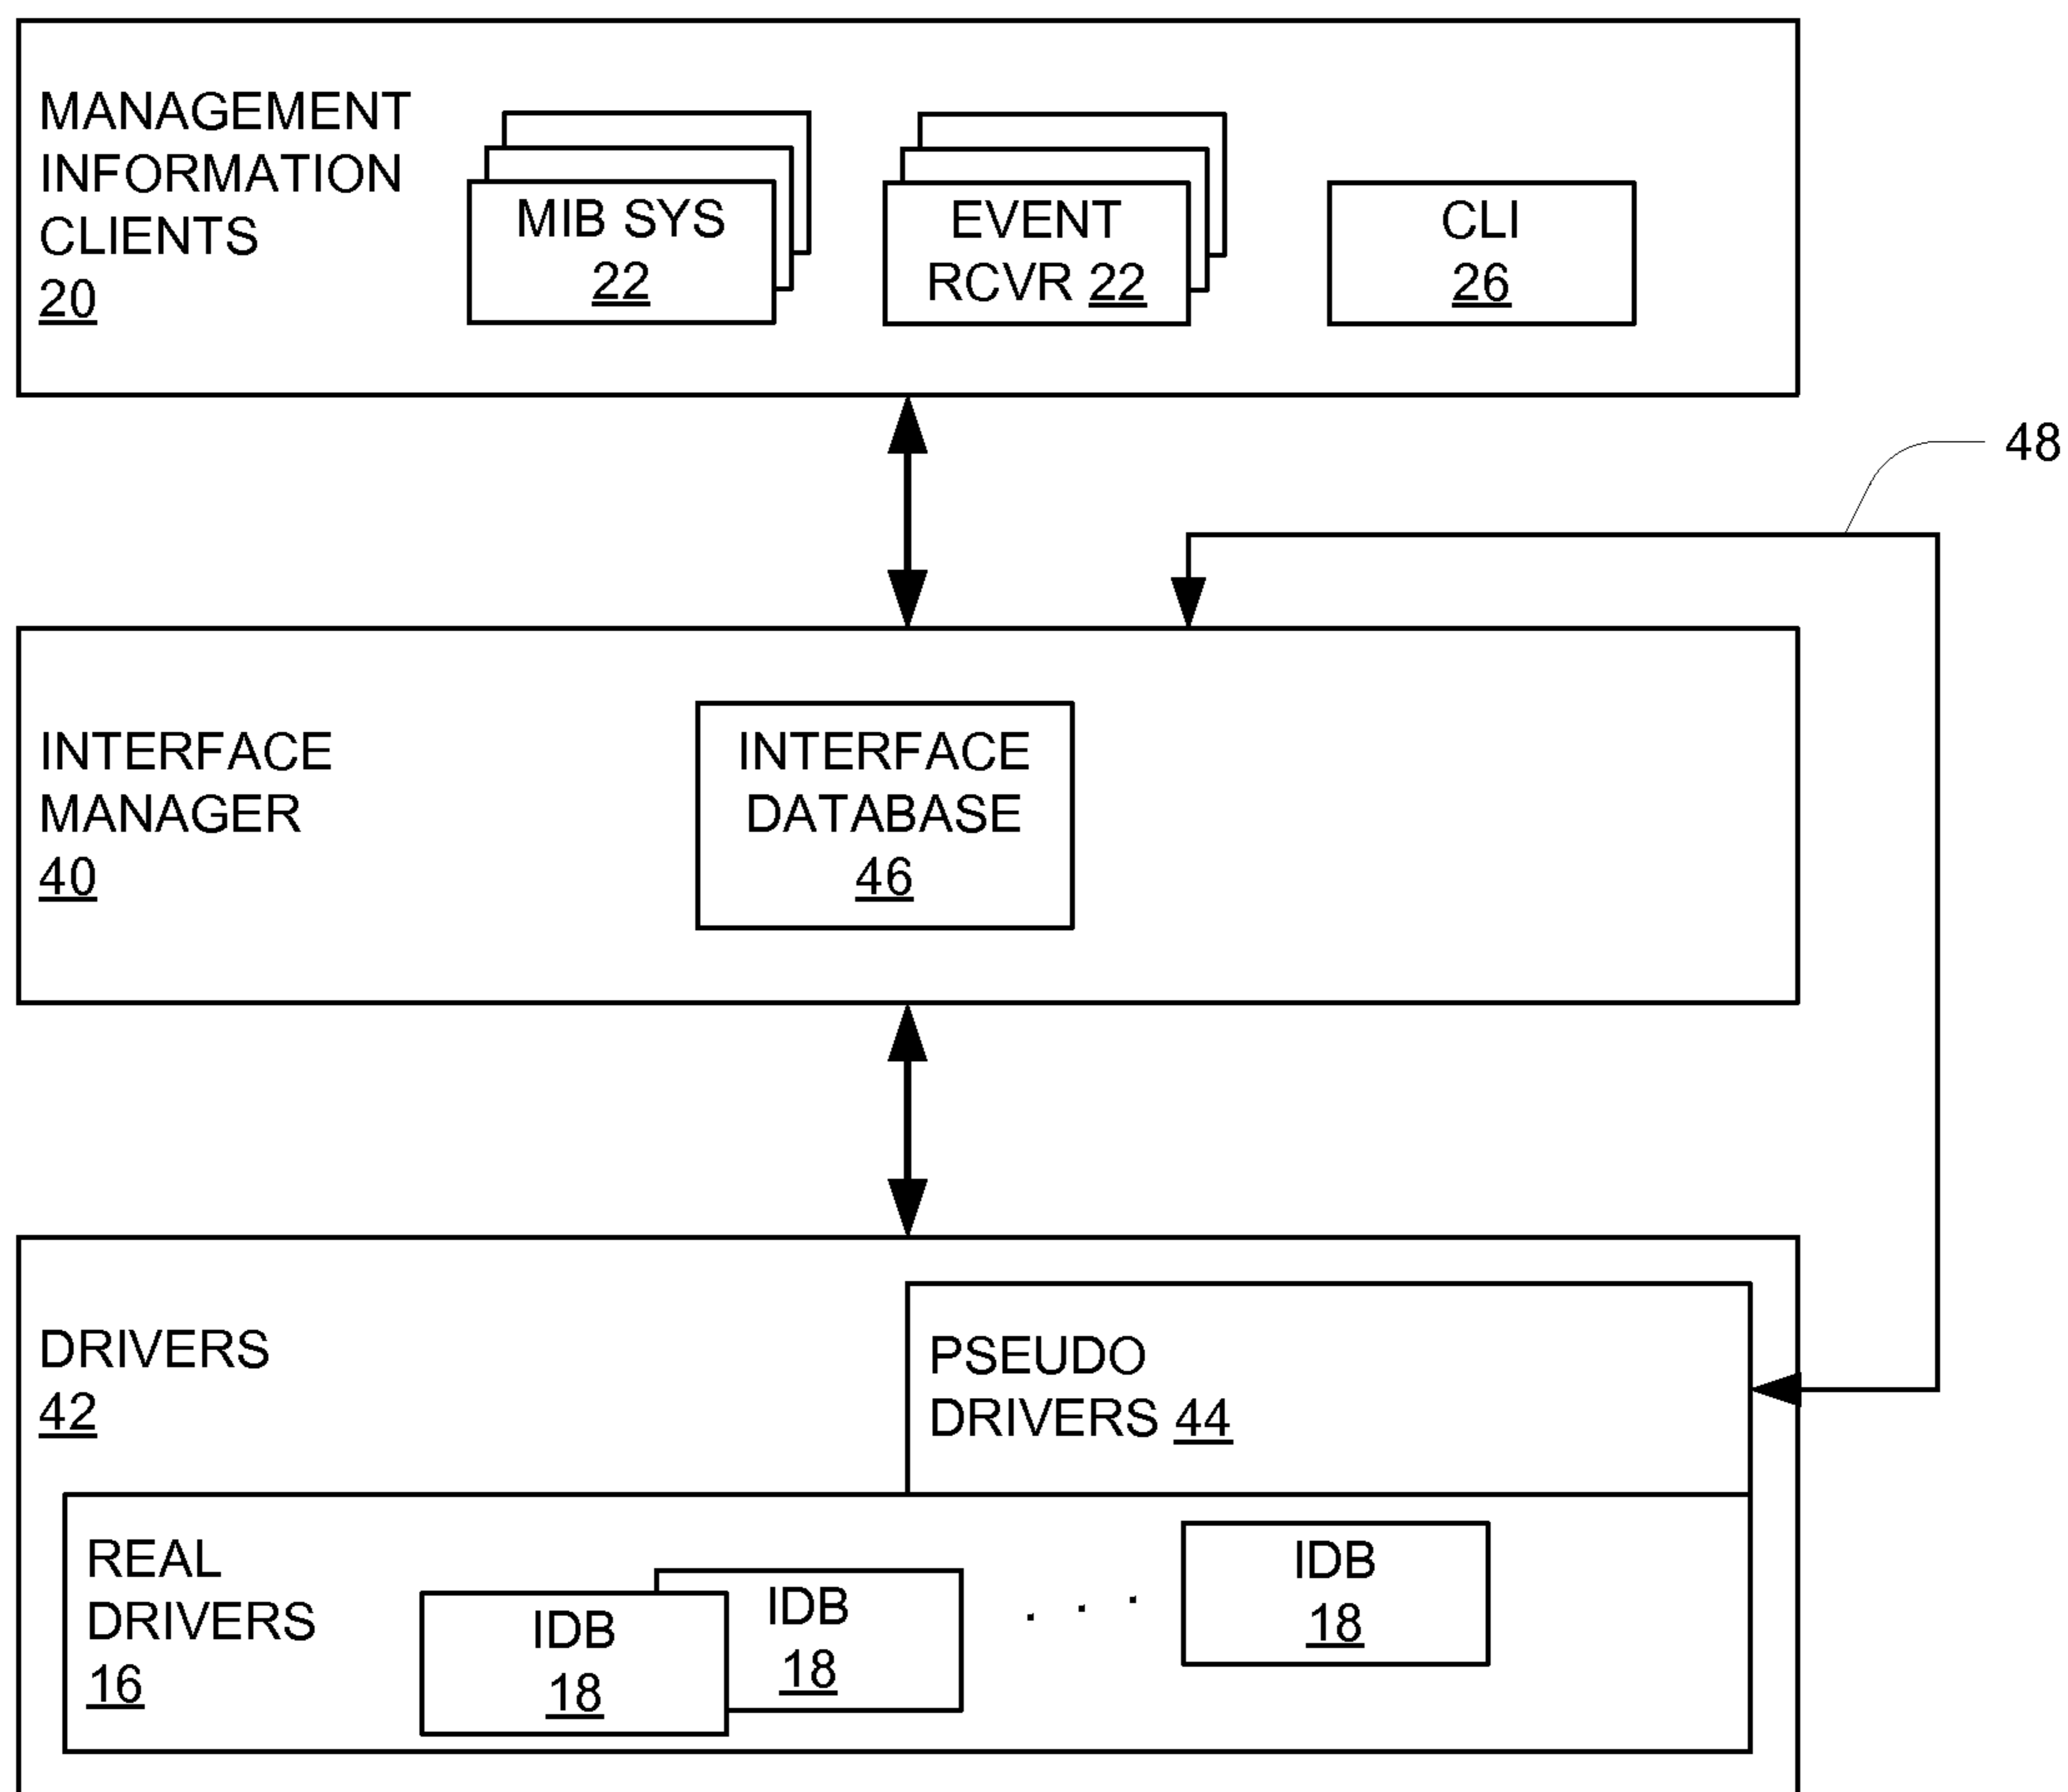 MANAGEMENT
INFORMATION
CLIENTS
20
MIB SYS
22
EVENT
RCVR 22
CLI
26
48
INTERFACE
MANAGER
40
INTERFACE
DATABASE
46
DRIVERS
42
PSEUDO
DRIVERS 44
REAL
DRIVERS
16
IDB
18
IDB
18
. . .
IDB
18